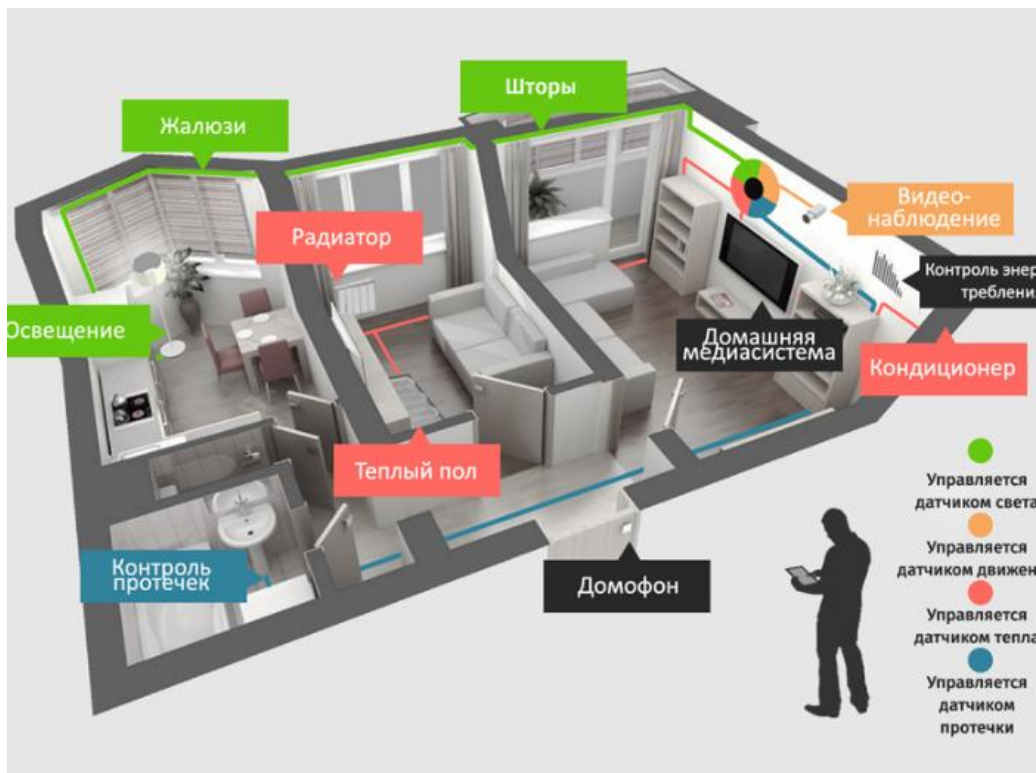 Шторы
Жалюзи
Видео-
наблюдение
Радиатор
Контроль энер
треблени
Освещение
Домашняя
медиасистема
Кондиционер
Теплый пол
Контроль
протечек
Домофон
Управляется
датчиком света
Управляется
датчиком движен
Управляется
датчиком тепла
Управляется
датчиком
протечки